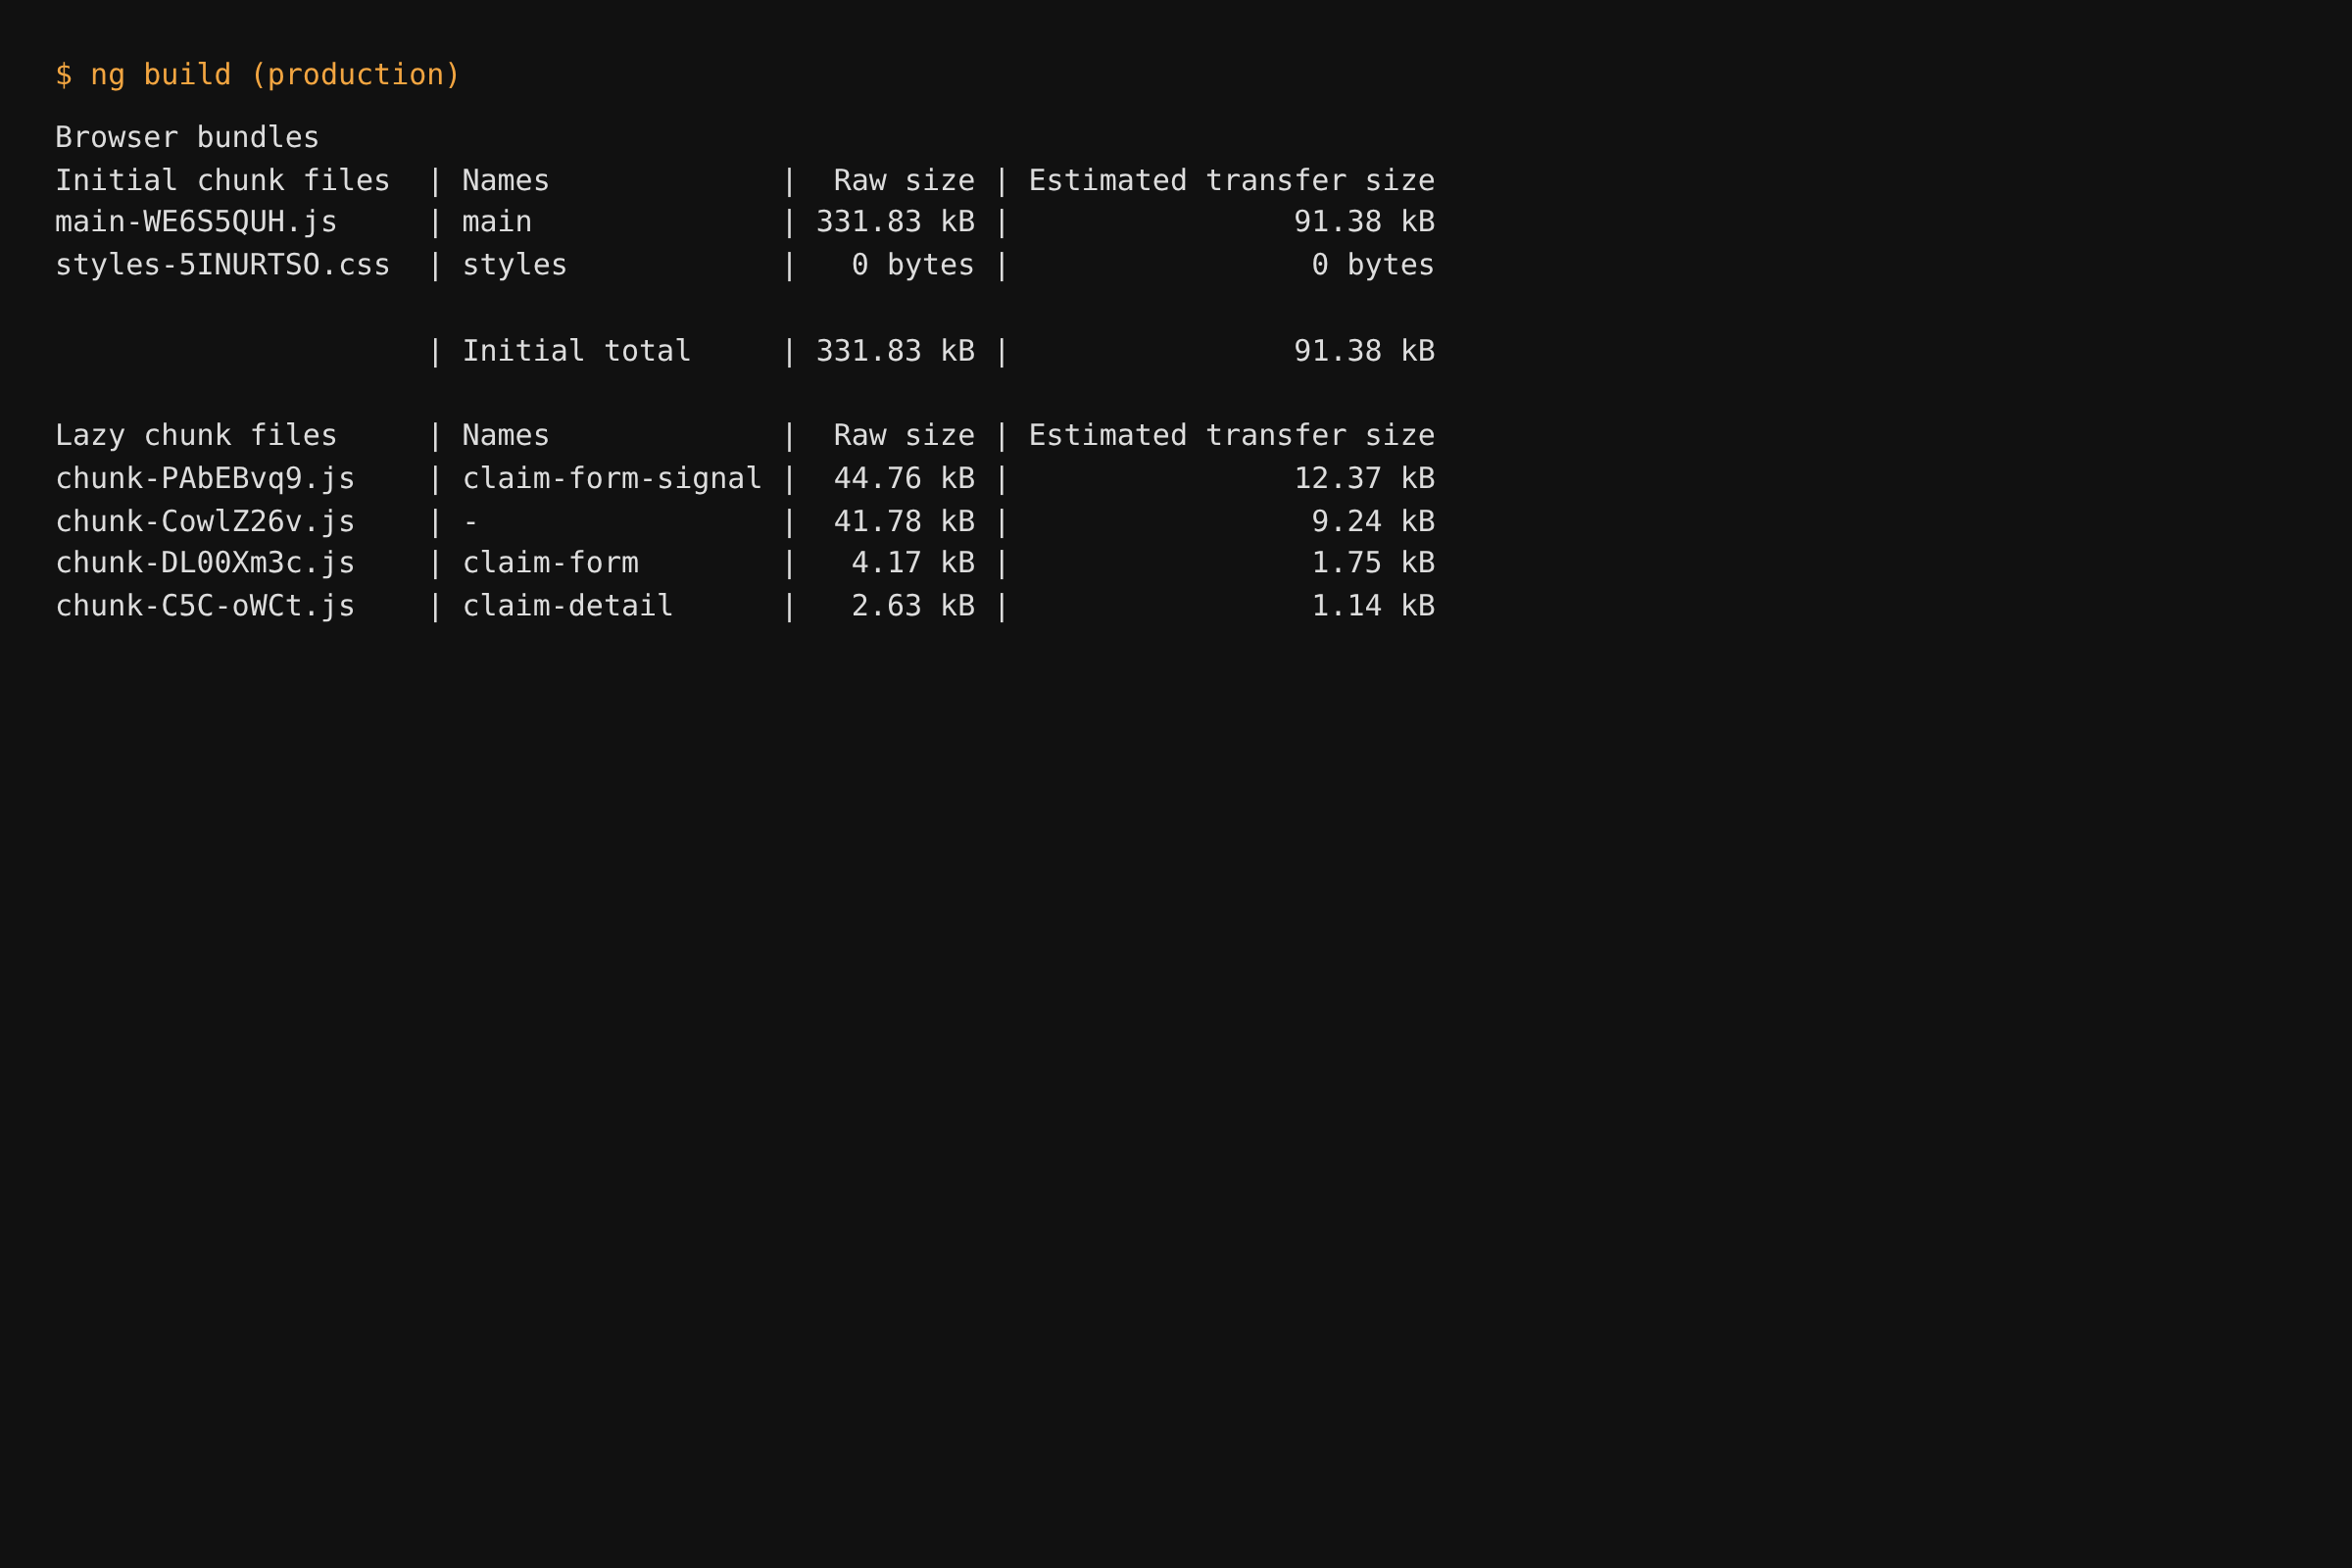 $ ng build (production)
Browser bundles
Initial chunk files  | Names            |  Raw size | Estimated transfer size
main-WE6S5QUH.js     | main             | 331.83 kB |                91.38 kB
styles-5INURTSO.css  | styles           |   0 bytes |                 0 bytes
                     | Initial total    | 331.83 kB |                91.38 kB
Lazy chunk files     | Names            |  Raw size | Estimated transfer size
chunk-PAbEBvq9.js    | claim-form-signal |  44.76 kB |                12.37 kB
chunk-CowlZ26v.js    | -                |  41.78 kB |                 9.24 kB
chunk-DL00Xm3c.js    | claim-form       |   4.17 kB |                 1.75 kB
chunk-C5C-oWCt.js    | claim-detail     |   2.63 kB |                 1.14 kB